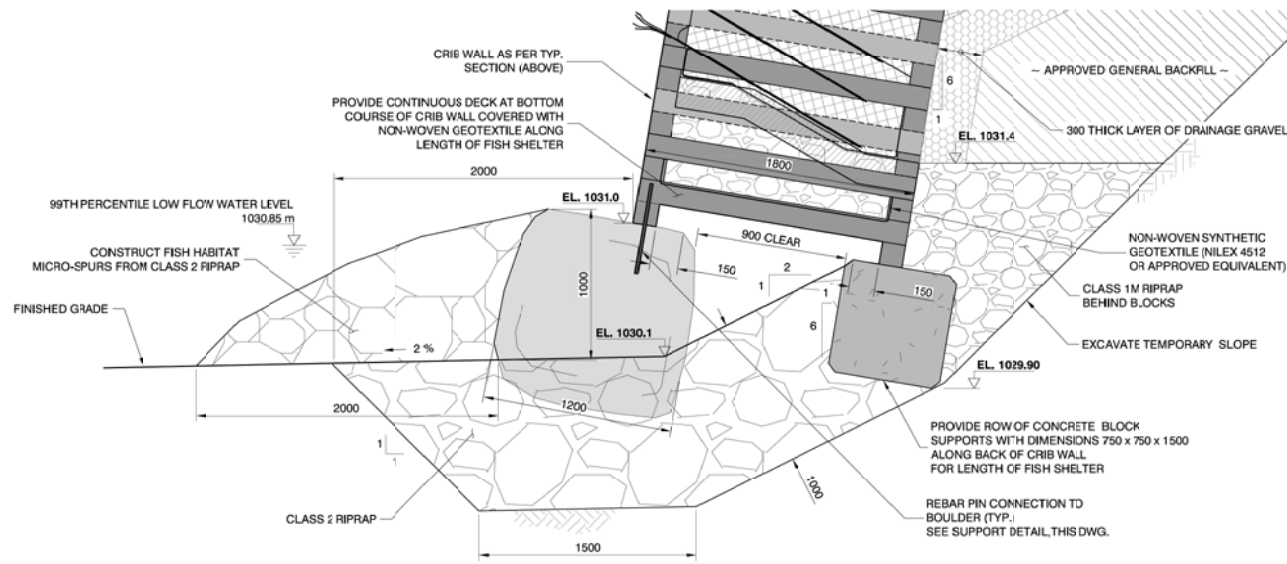 CRIB WALL AS PER TYP.
SECTION (ABOVE)
PROVIDE CONTINUOUS DECK AT BOTTOM
COURSE OF CRIB WALL COVERED WITH
NON-WOVEN GEOTEXTILE ALONG
LENGTH OF FISH SHELTER
6
1
~ APPROVED GENERAL BACKFILL ~
300 THICK LAYER OF DRAINAGE GRAVEL
EL. 1031.4
1800
2000
99TH PERCENTILE LOW FLOW WATER LEVEL
1030.85 m
EL. 1031.0
CONSTRUCT FISH HABITAT
MICRO-SPURS FROM CLASS 2 RIPRAP
900 CLEAR
150
1000
2
1
1
6
150
NON-WOVEN SYNTHETIC
GEOTEXTILE (NILEX 4512
OR APPROVED EQUIVALENT)
CLASS 1M RIPRAP
BEHIND BLOCKS
FINISHED GRADE
2 %
EL. 1030.1
EXCAVATE TEMPORARY SLOPE
EL. 1029.90
2000
1200
1
1
PROVIDE ROW OF CONCRETE BLOCK
SUPPORTS WITH DIMENSIONS 750 x 750 x 1500
ALONG BACK OF CRIB WALL
FOR LENGTH OF FISH SHELTER
1000
CLASS 2 RIPRAP
REBAR PIN CONNECTION TO
BOULDER (TYP.)
SEE SUPPORT DETAIL, THIS DWG.
1500